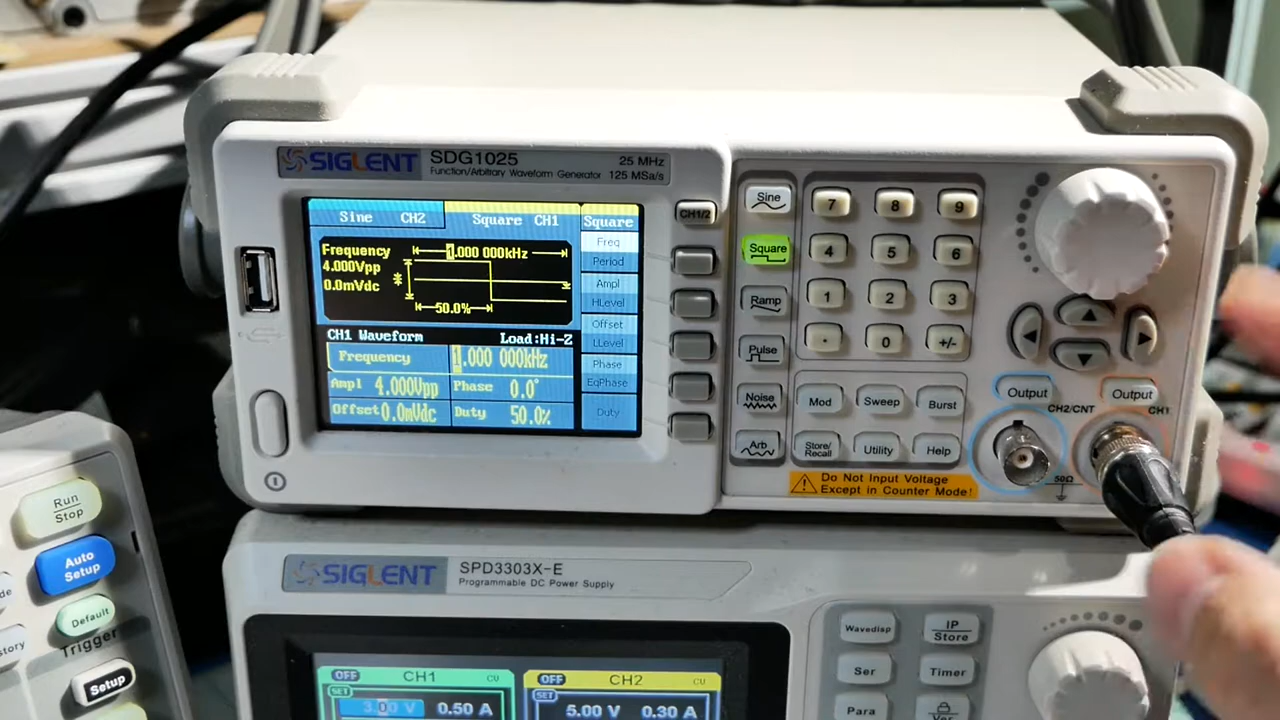 SIGLENT
SDG1025
Function/Arbitrary Waveform Generator
25 MHz
125 MSa/s
Sine CH2
Square CH1
Square
Frequency
4.000Vpp
0.0mVdc
1.000 000kHz
50.0%
CH1 Waveform
Load:Hi-Z
Frequency
1.000 000kHz
Ampl 4.000Vpp
Phase 0.0°
Offset 0.0mVdc
Duty 50.0%
Freq
Period
Ampl
HLevel
Offset
LLevel
Phase
EqPhase
Duty
CH1/2
Sine
Square
Ramp
Pulse
Noise
Arb
7
8
9
4
5
6
1
2
3
.
0
+/-
Mod
Sweep
Burst
Store/
Recall
Utility
Help
Output
CH2/CNT
Output
CH1
50Ω
Do Not Input Voltage
Except in Counter Mode!
SIGLENT
SPD3303X-E
Programmable DC Power Supply
OFF
CH1
CV
SET
3.00 V
0.50 A
OFF
CH2
CV
SET
5.00 V
0.30 A
Wavedisp
IP
Store
Ser
Timer
Para
Run
Stop
Auto
Setup
Default
Trigger
Setup